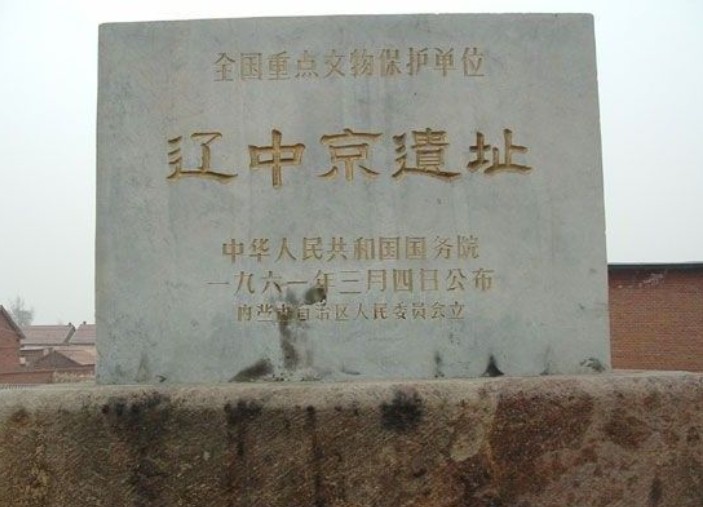 全国重点文物保护单位
辽中京遺址
中华人民共和国国务院
一九六一年三月四日公布
内蒙古自治区人民委员会立